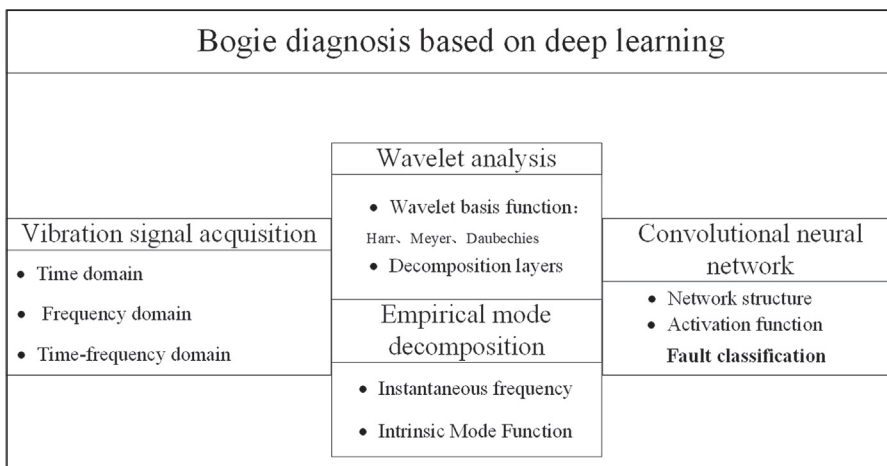 Bogie diagnosis based on deep learning
Vibration signal acquisition
• Time domain
• Frequency domain
• Time-frequency domain
Wavelet analysis
• Wavelet basis function：
Harr、Meyer、Daubechies
• Decomposition layers
Empirical mode
decomposition
• Instantaneous frequency
• Intrinsic Mode Function
Convolutional neural
network
• Network structure
• Activation function
Fault classification